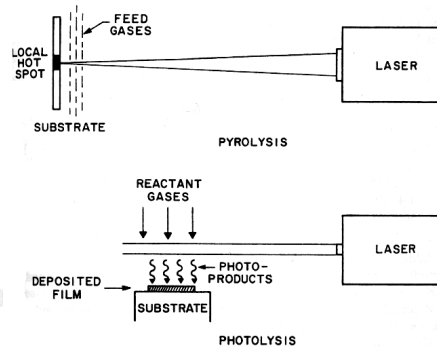 FEED
GASES
LOCAL
HOT
SPOT
LASER
SUBSTRATE
PYROLYSIS
REACTANT
GASES
LASER
PHOTO-
PRODUCTS
DEPOSITED
FILM
SUBSTRATE
PHOTOLYSIS